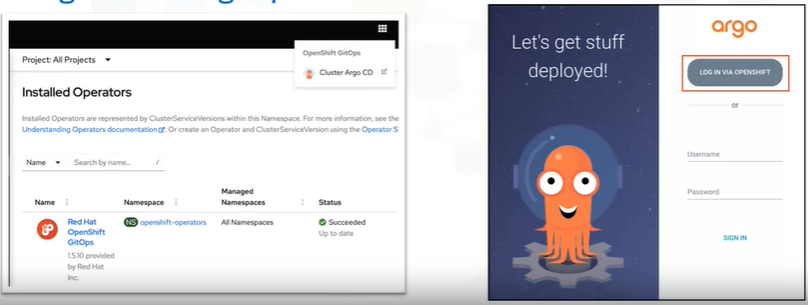 OpenShift GitOps
Cluster Argo CD
Project: All Projects
Installed Operators
Installed Operators are represented by ClusterServiceVersions within this Namespace. For more information, see the
Understanding Operators documentation. Or create an Operator and ClusterServiceVersion using the Operator S
Name
Search by name...
/
Name
Namespace
Managed
Namespaces
Status
Red Hat
OpenShift
GitOps
1.5.10 provided
by Red Hat
Inc.
NS openshift-operators
All Namespaces
Succeeded
Up to date
Let's get stuff
deployed!
argo
LOG IN VIA OPENSHIFT
or
Username
Password
SIGN IN